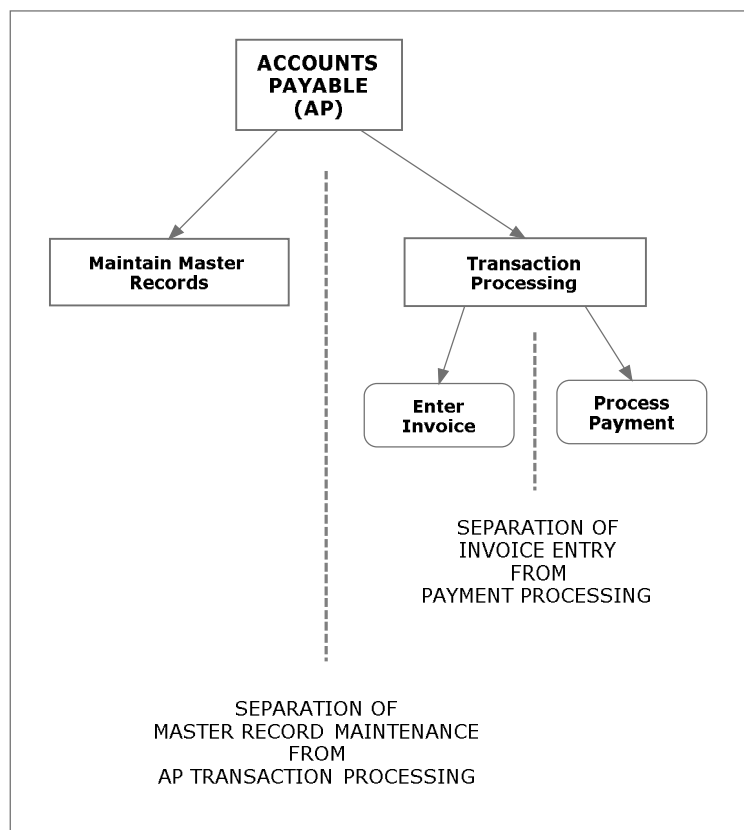 ACCOUNTS
PAYABLE
(AP)
Maintain Master
Records
Transaction
Processing
Enter
Invoice
Process
Payment
SEPARATION OF
INVOICE ENTRY
FROM
PAYMENT PROCESSING
SEPARATION OF
MASTER RECORD MAINTENANCE
FROM
AP TRANSACTION PROCESSING